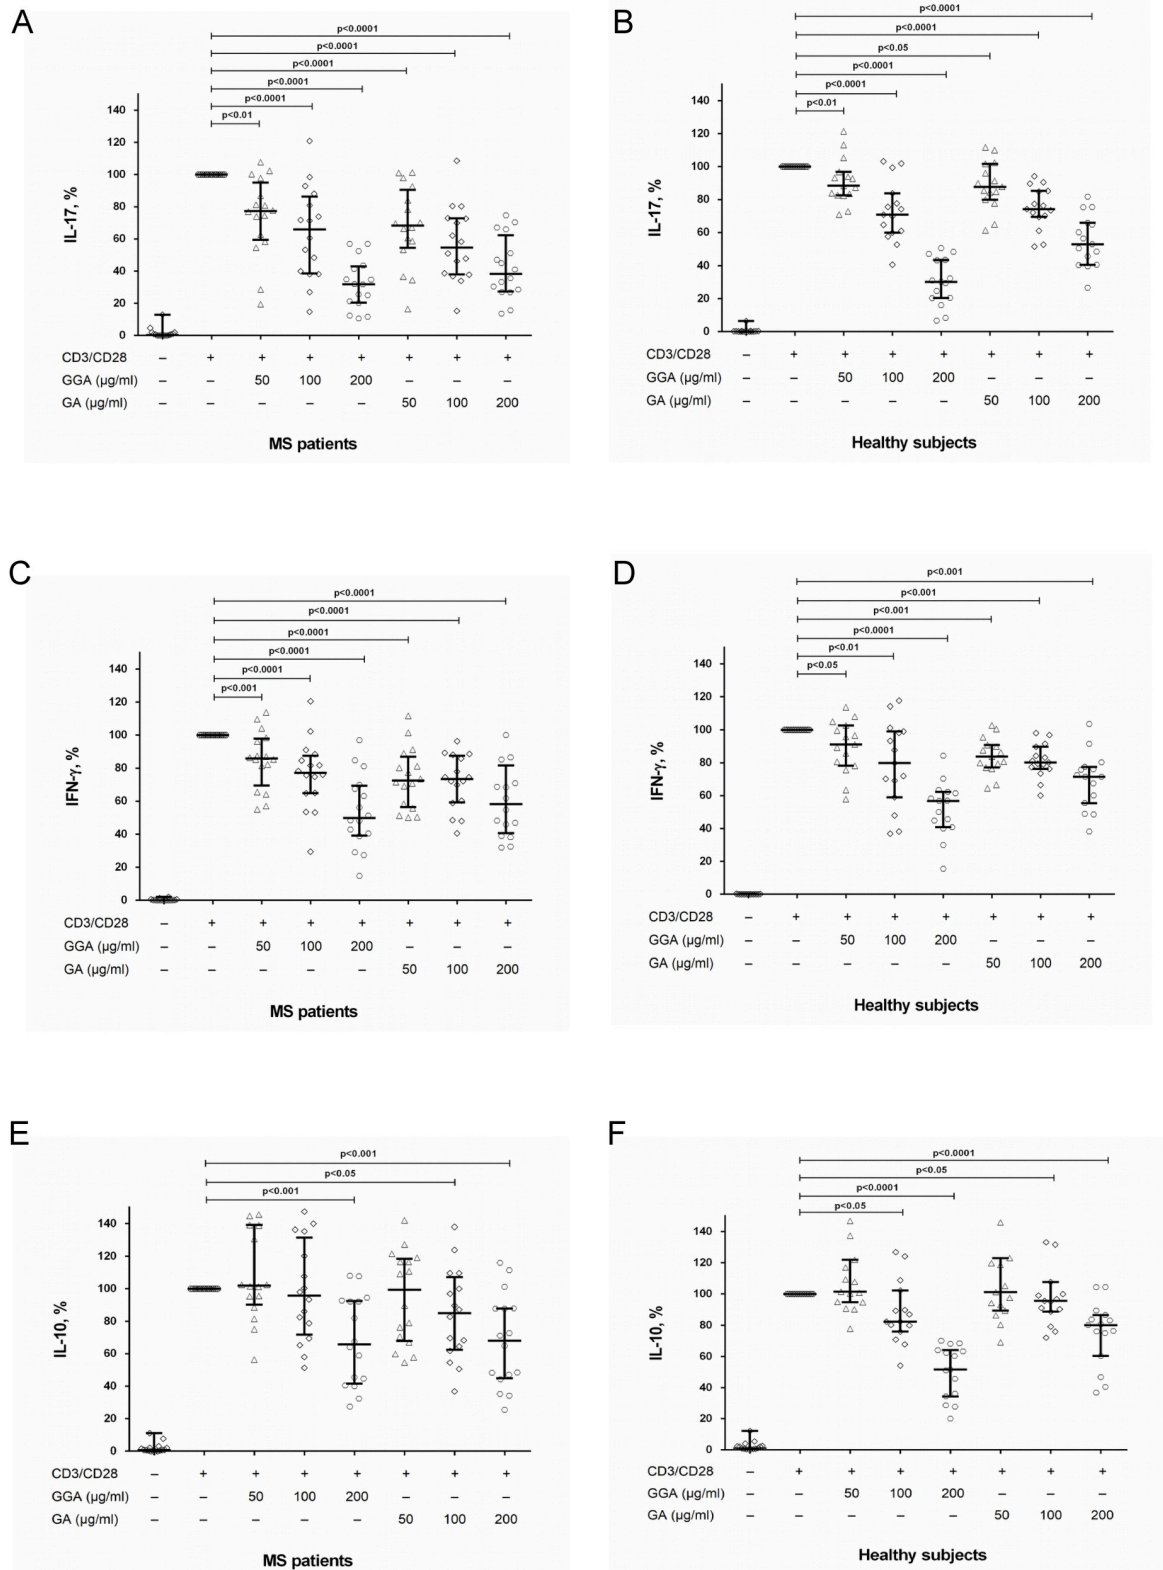 A
p<0.0001
p<0.0001
p<0.0001
p<0.0001
p<0.0001
p<0.01
IL-17, %
140
120
100
80
60
40
20
0
CD3/CD28 – + + + + + + +
GGA (µg/ml) – – 50 100 200 – – –
GA (µg/ml) – – – – – 50 100 200
MS patients
B
p<0.0001
p<0.0001
p<0.05
p<0.0001
p<0.0001
p<0.01
IL-17, %
140
120
100
80
60
40
20
0
CD3/CD28 – + + + + + + +
GGA (µg/ml) – – 50 100 200 – – –
GA (µg/ml) – – – – – 50 100 200
Healthy subjects
C
p<0.0001
p<0.0001
p<0.0001
p<0.0001
p<0.0001
p<0.001
IFN-γ, %
140
120
100
80
60
40
20
0
CD3/CD28 – + + + + + + +
GGA (µg/ml) – – 50 100 200 – – –
GA (µg/ml) – – – – – 50 100 200
MS patients
D
p<0.001
p<0.001
p<0.001
p<0.0001
p<0.01
p<0.05
IFN-γ, %
140
120
100
80
60
40
20
0
CD3/CD28 – + + + + + + +
GGA (µg/ml) – – 50 100 200 – – –
GA (µg/ml) – – – – – 50 100 200
Healthy subjects
E
p<0.001
p<0.05
p<0.001
IL-10, %
140
120
100
80
60
40
20
0
CD3/CD28 – + + + + + + +
GGA (µg/ml) – – 50 100 200 – – –
GA (µg/ml) – – – – – 50 100 200
MS patients
F
p<0.0001
p<0.05
p<0.0001
p<0.05
IL-10, %
140
120
100
80
60
40
20
0
CD3/CD28 – + + + + + + +
GGA (µg/ml) – – 50 100 200 – – –
GA (µg/ml) – – – – – 50 100 200
Healthy subjects